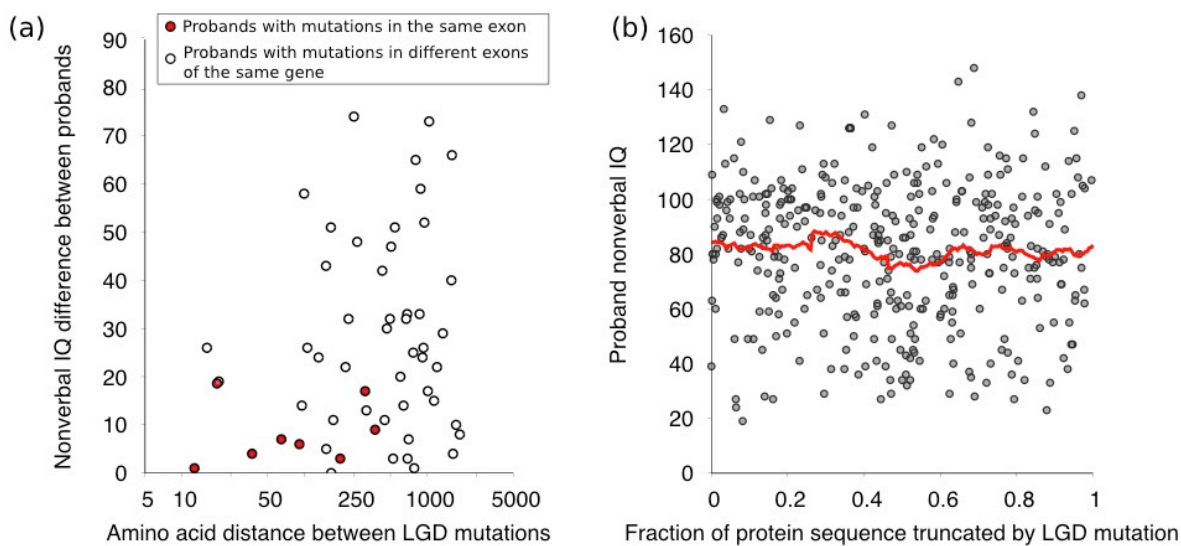 (a)
Probands with mutations in the same exon
Probands with mutations in different exons
of the same gene
Nonverbal IQ difference between probands
90
80
70
60
50
40
30
20
10
0
5 10 50 250 1000 5000
Amino acid distance between LGD mutations
(b)
Proband nonverbal IQ
160
140
120
100
80
60
40
20
0
0 0.2 0.4 0.6 0.8 1
Fraction of protein sequence truncated by LGD mutation